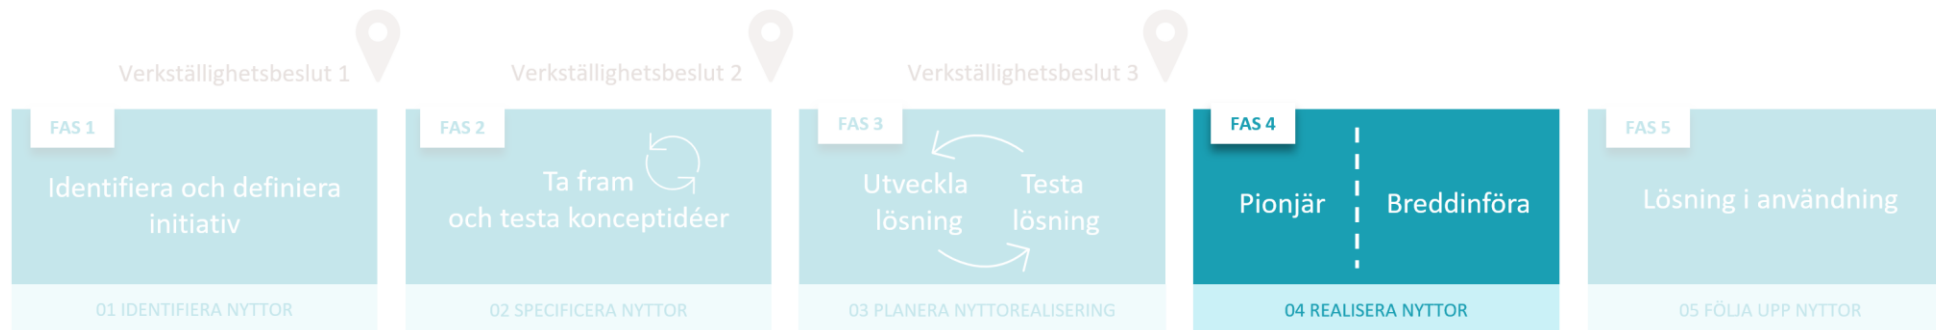 Verkställighetsbeslut 1
Verkställighetsbeslut 2
Verkställighetsbeslut 3
FAS 1
Identifiera och definiera
initiativ
01 IDENTIFIERA NYTTOR
FAS 2
Ta fram
och testa konceptidéer
02 SPECIFICERA NYTTOR
FAS 3
Utveckla
lösning
Testa
lösning
03 PLANERA NYTTOREALISERING
FAS 4
Pionjär
Breddinföra
04 REALISERA NYTTOR
FAS 5
Lösning i användning
05 FÖLJA UPP NYTTOR